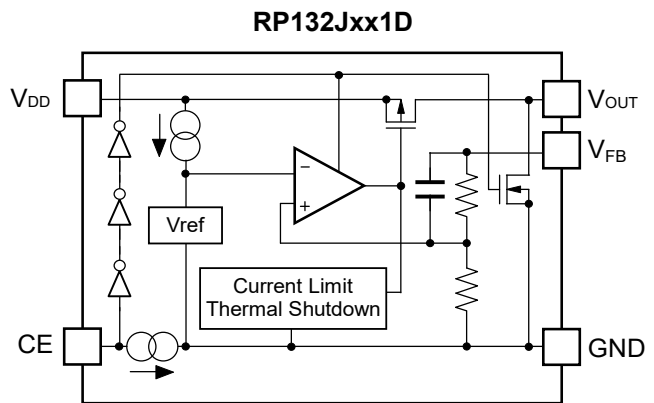 RP132Jxx1D
VDD
VOUT
VFB
−
+
Vref
Current Limit
Thermal Shutdown
CE
GND